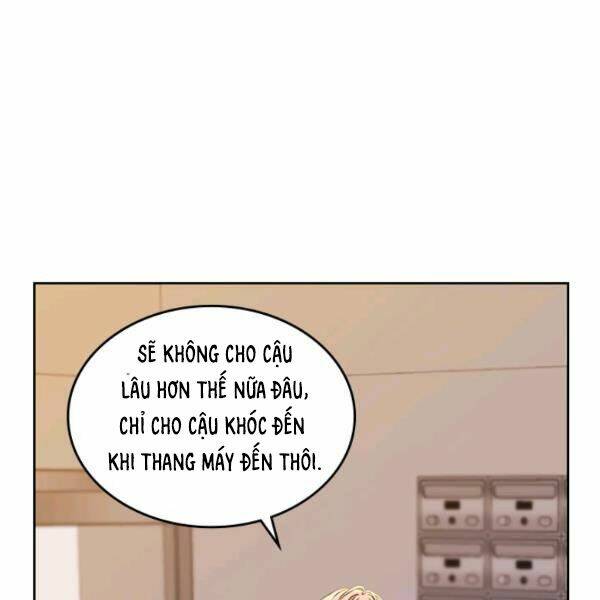 SẼ KHÔNG CHO CẬU
LÂU HƠN THẾ NỮA ĐÂU,
CHỈ CHO CẬU KHÓC ĐẾN
KHI THANG MÁY ĐẾN THÔI.